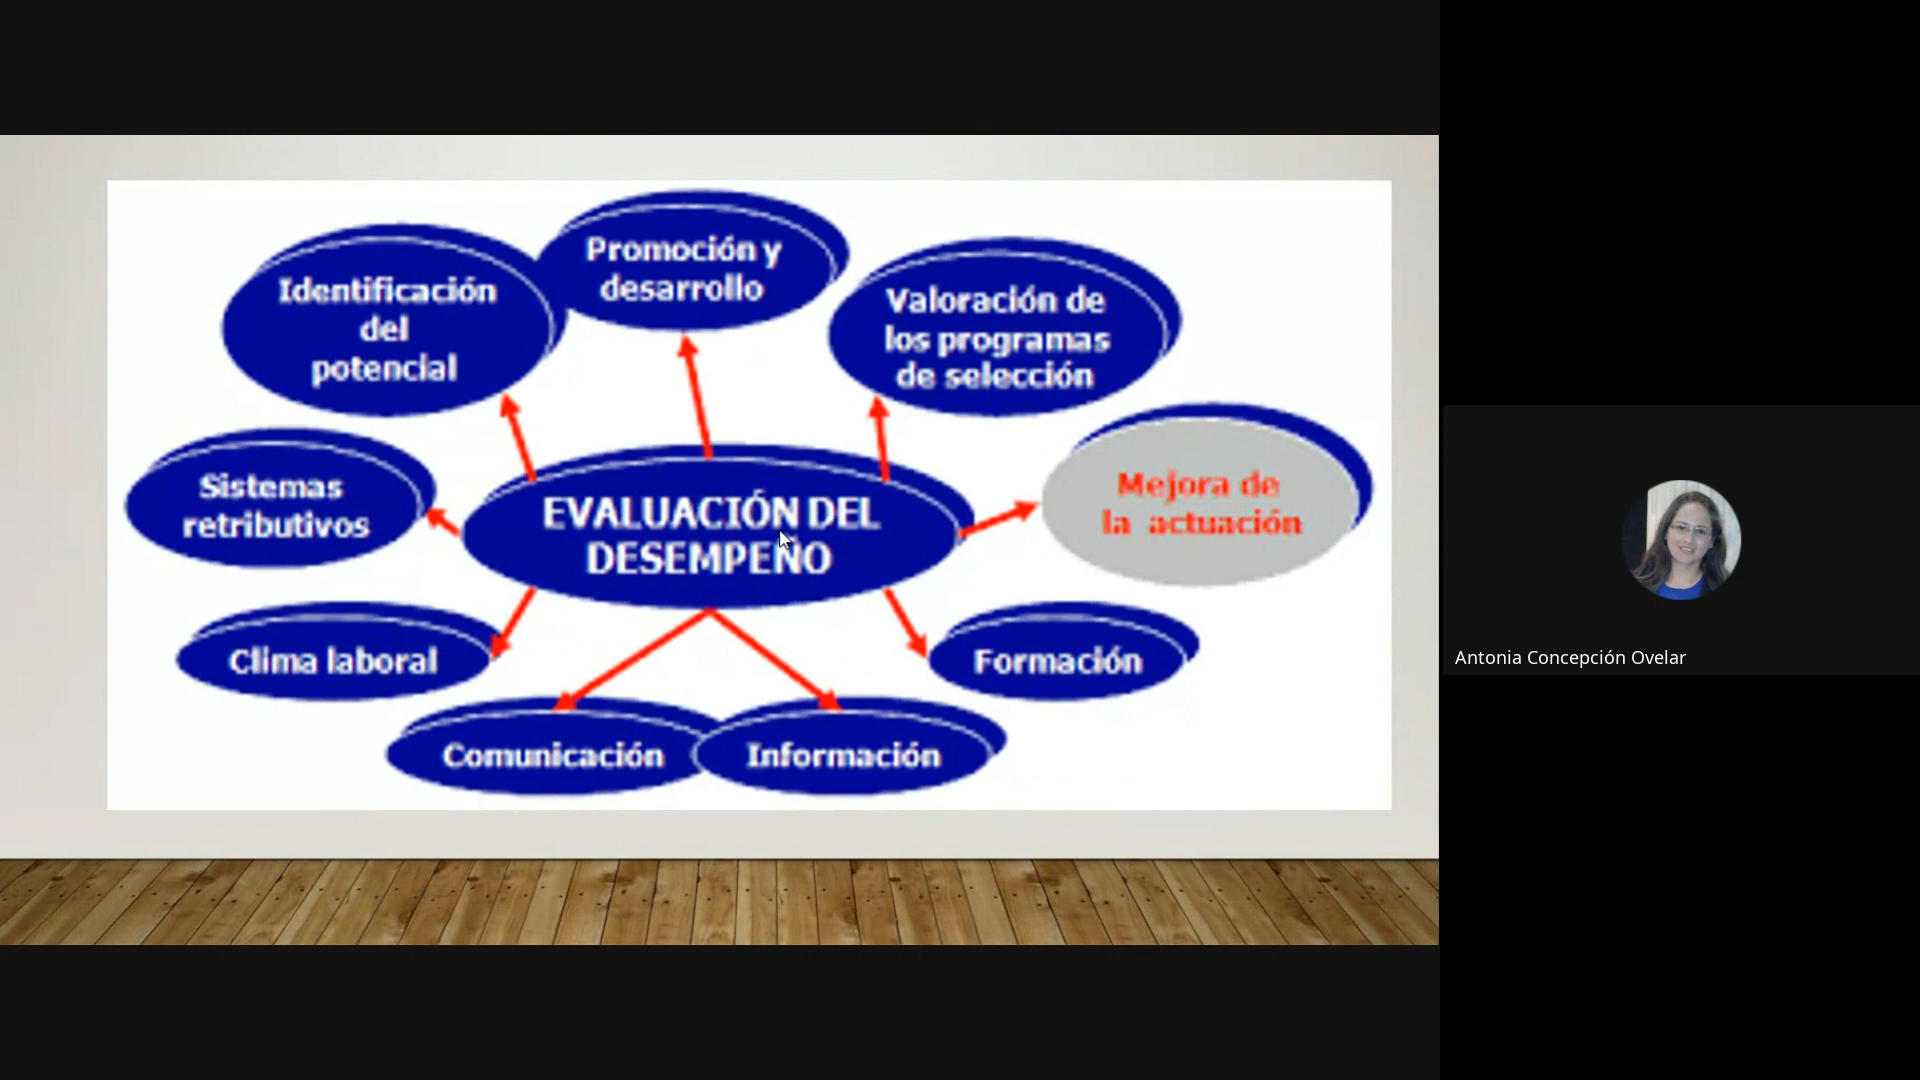 Promoción y
desarrollo
Identificación
del
potencial
Valoración de
los programas
de selección
Sistemas
retributivos
EVALUACIÓN DEL
DESEMPEÑO
Mejora de
la actuación
Clima laboral
Formación
Comunicación
Información
Antonia Concepción Ovelar